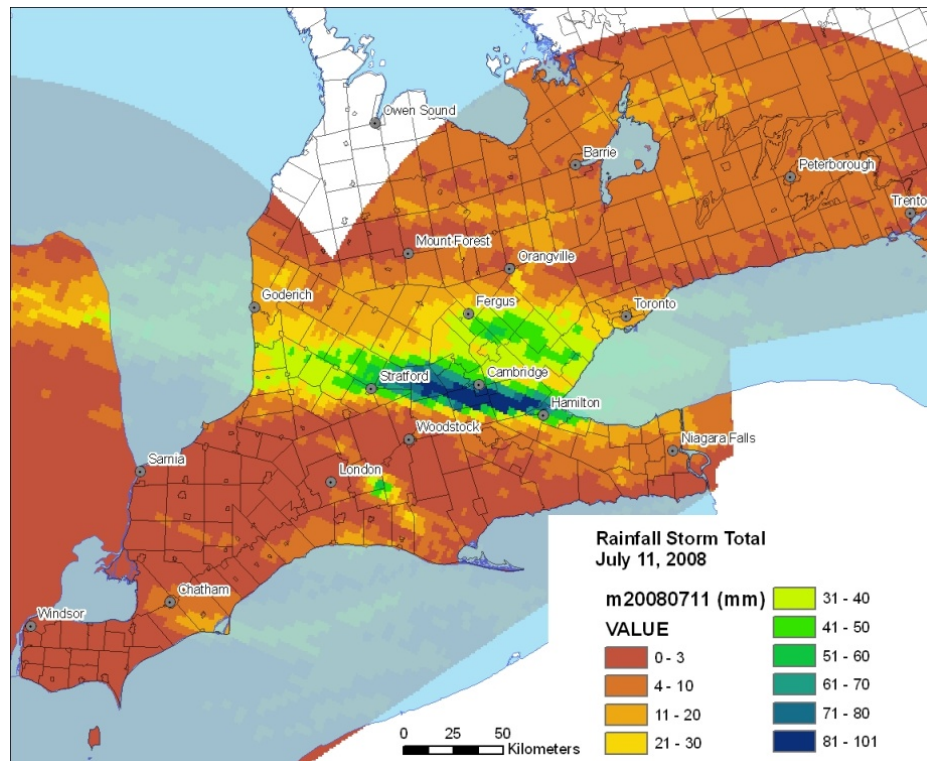 Owen Sound
Barrie
Peterborough
Trento
Mount Forest
Orangville
Goderich
Fergus
Toronto
Stratford
Cambridge
Hamilton
Woodstock
Niagara Falls
Sarnia
London
Chatham
Windsor
Rainfall Storm Total
July 11, 2008
m20080711 (mm)
VALUE
0 - 3
4 - 10
11 - 20
21 - 30
31 - 40
41 - 50
51 - 60
61 - 70
71 - 80
81 - 101
0 25 50
Kilometers